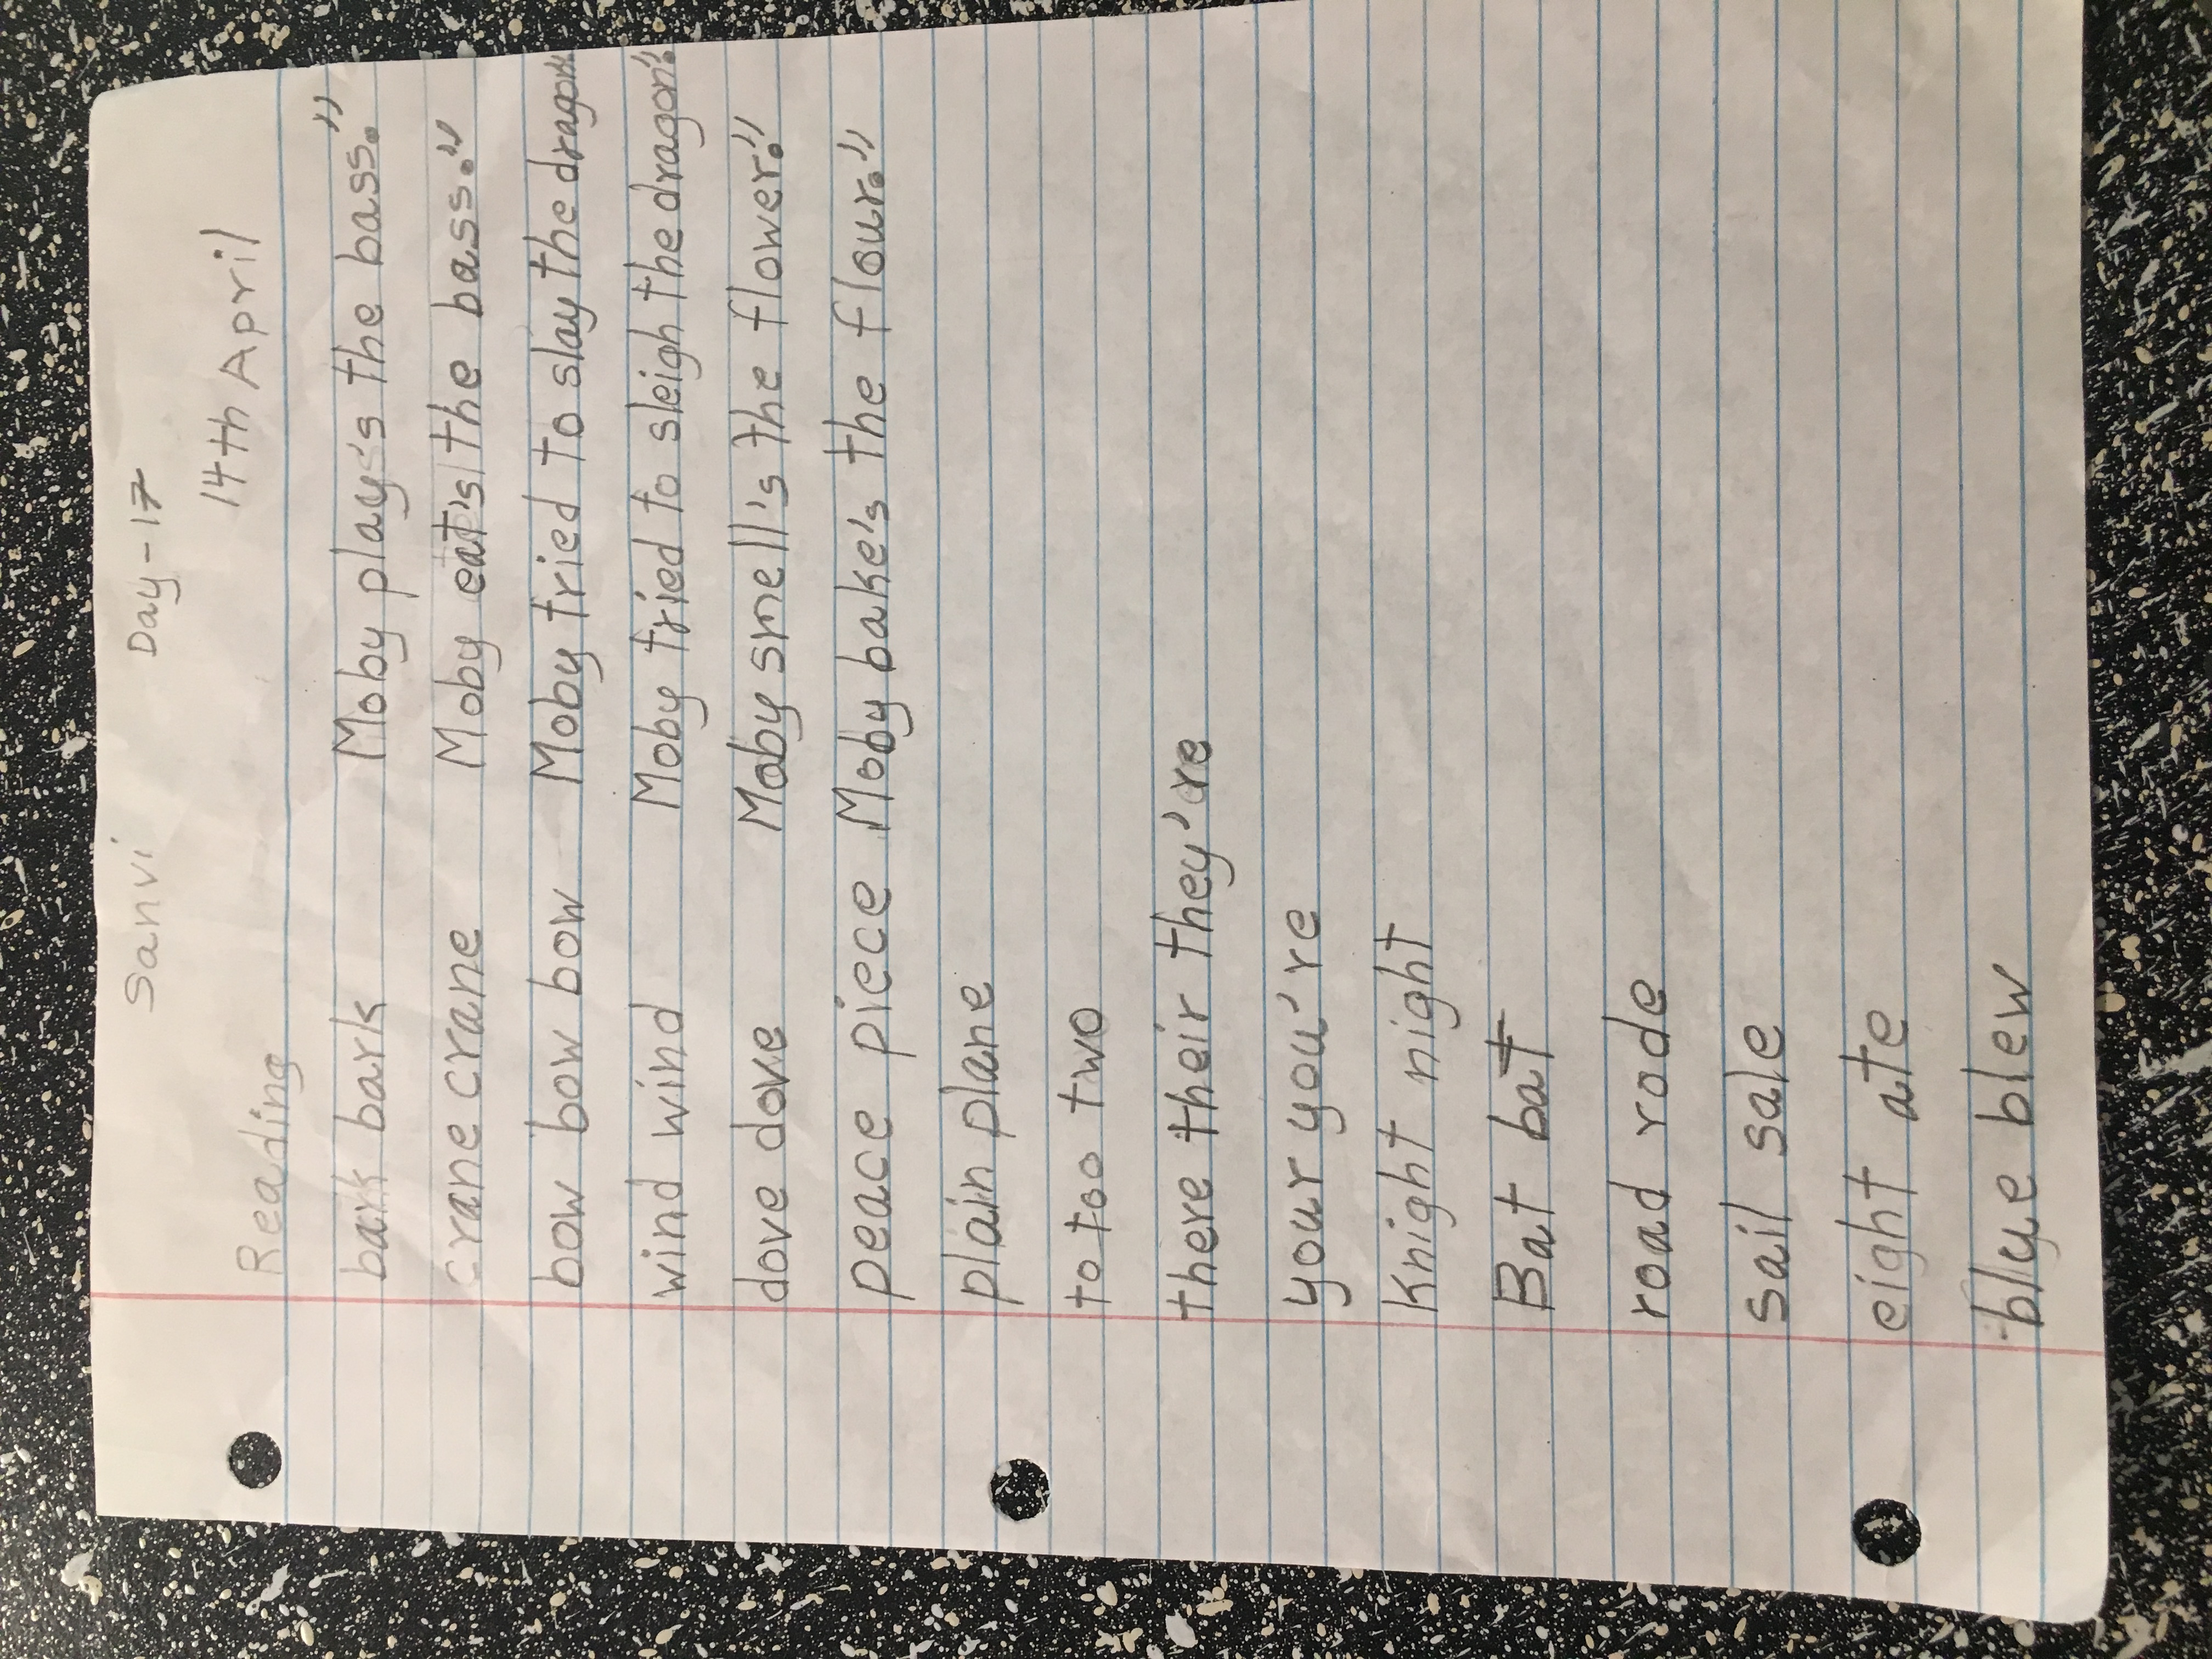 Sanvi Day-17
14th April
Reading
bark bark Moby play's the bass."
crane crane Moby eat's the bass."
bow bow bow Moby tried to slay the dragon."
wind wind Moby tried to sleigh the dragon."
dove dove Moby smell's the flower."
peace piece Moby bake's the flour."
plain plane
to too two
there their they're
your you're
Knight night
Bat bat
road rode
sail sale
eight ate
blue blew